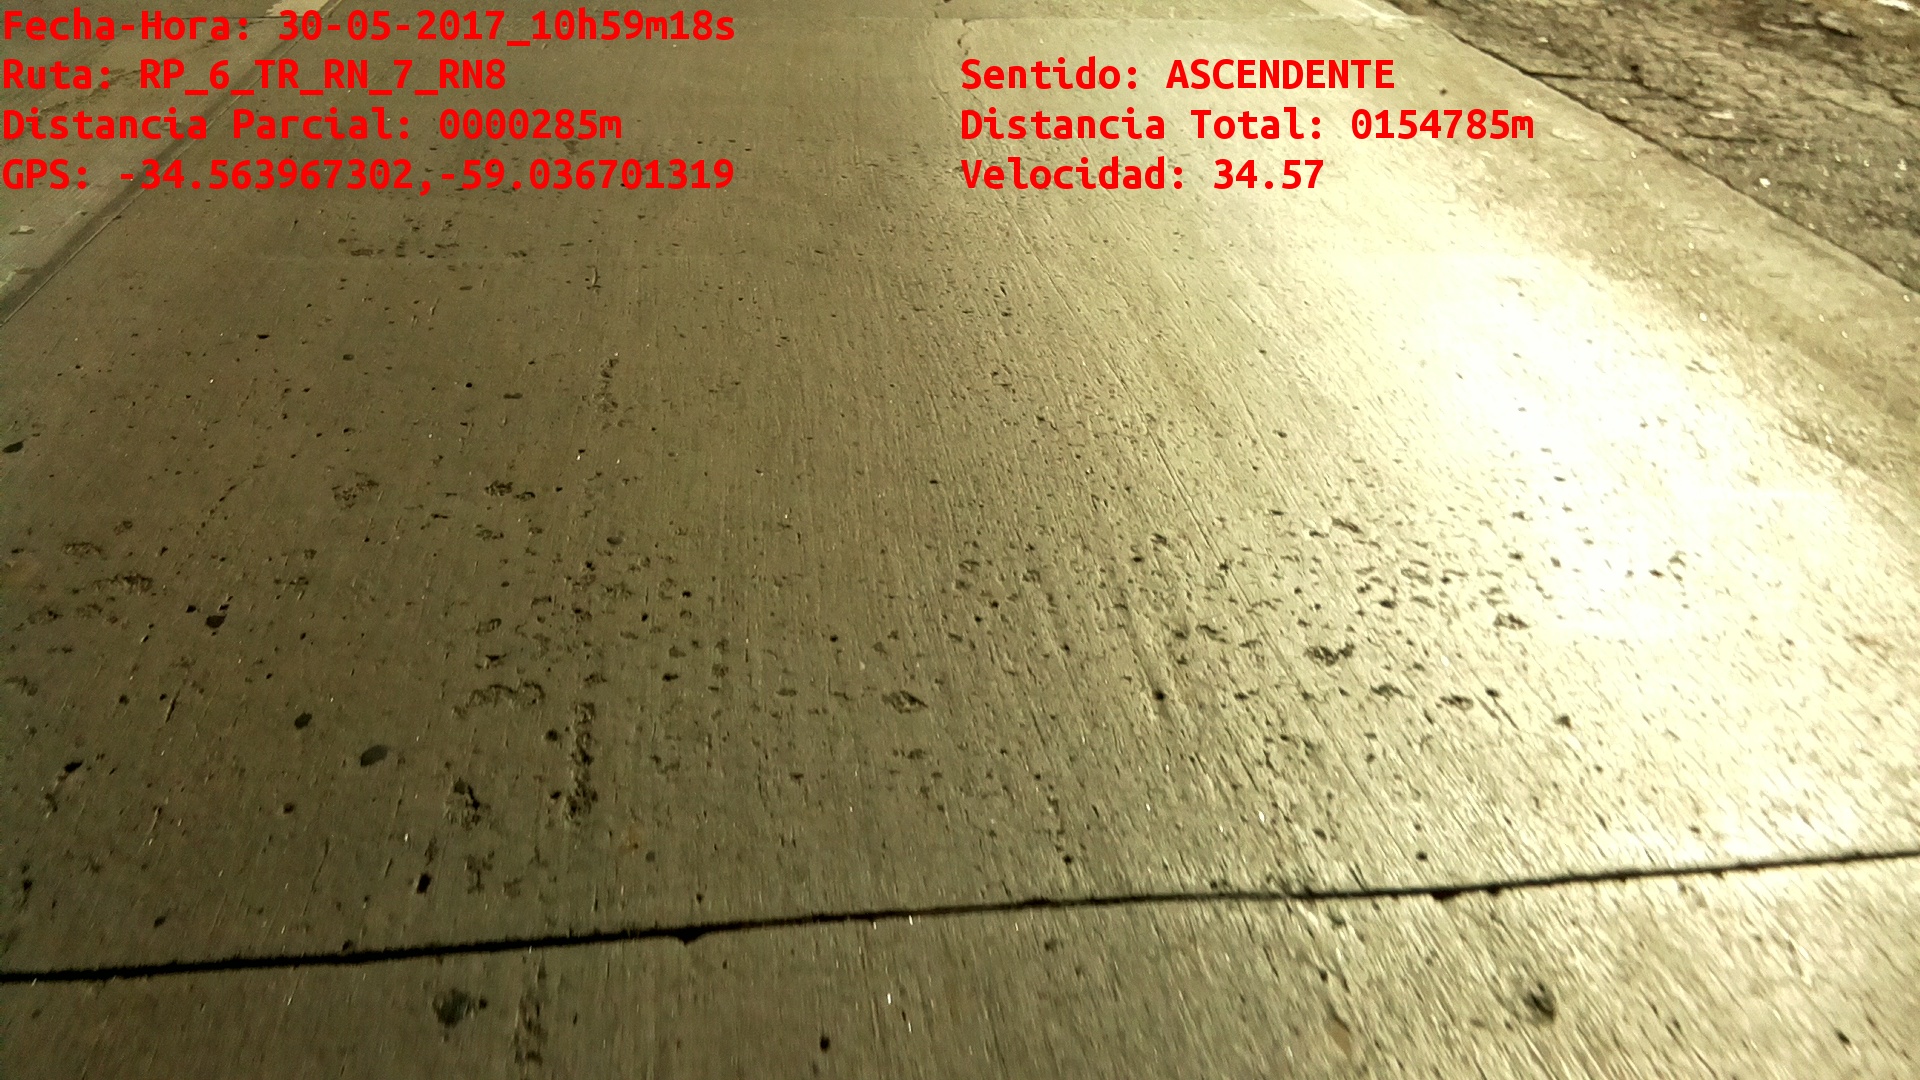 Fecha-Hora: 30-05-2017_10h59m18s
Ruta: RP_6_TR_RN_7_RN8
Sentido: ASCENDENTE
Distancia Parcial: 0000285m
Distancia Total: 0154785m
GPS: -34.563967302,-59.036701319
Velocidad: 34.57